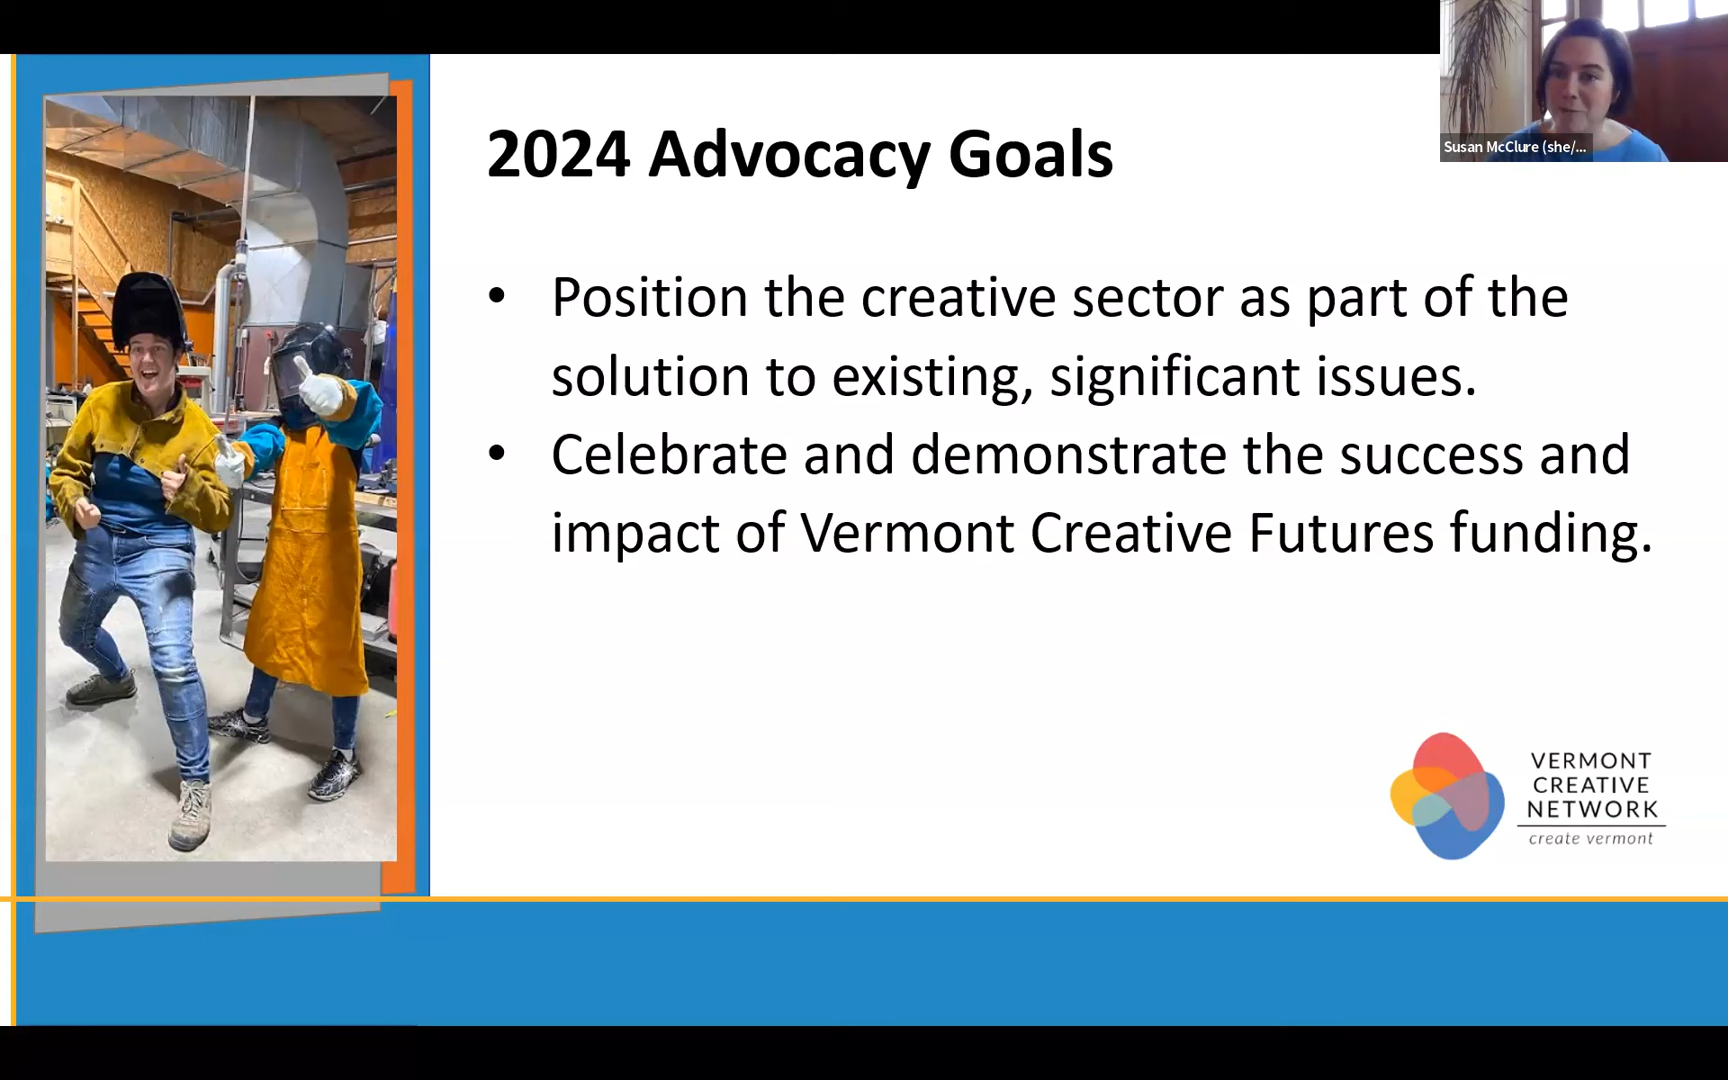 2024 Advocacy Goals
Susan McClure (she/...
• Position the creative sector as part of the
solution to existing, significant issues.
• Celebrate and demonstrate the success and
impact of Vermont Creative Futures funding.
VERMONT
CREATIVE
NETWORK
create vermont